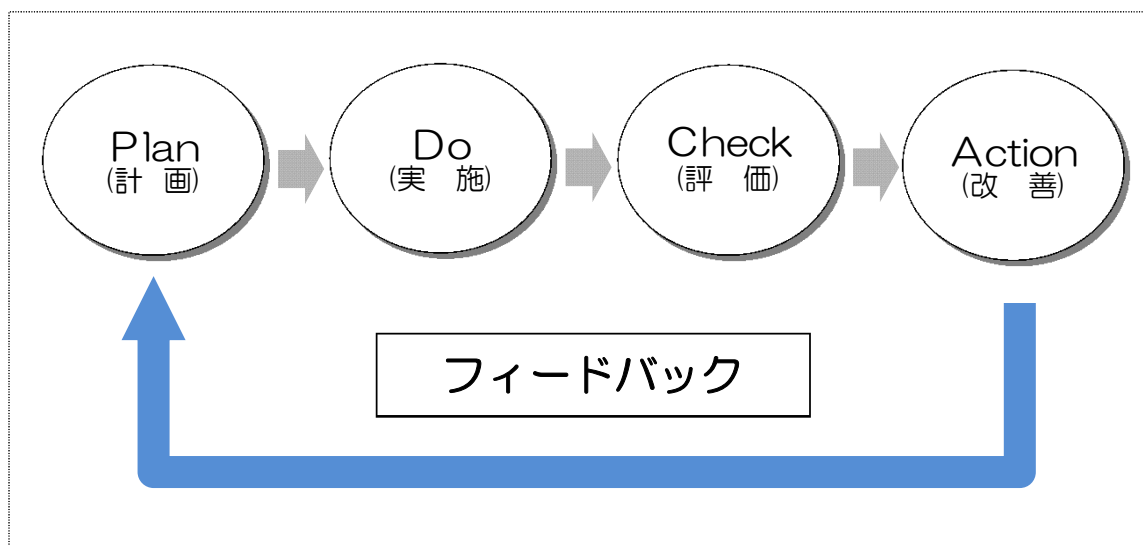 Plan
(計 画)
Do
(実 施)
Check
(評 価)
Action
(改 善)
フィードバック